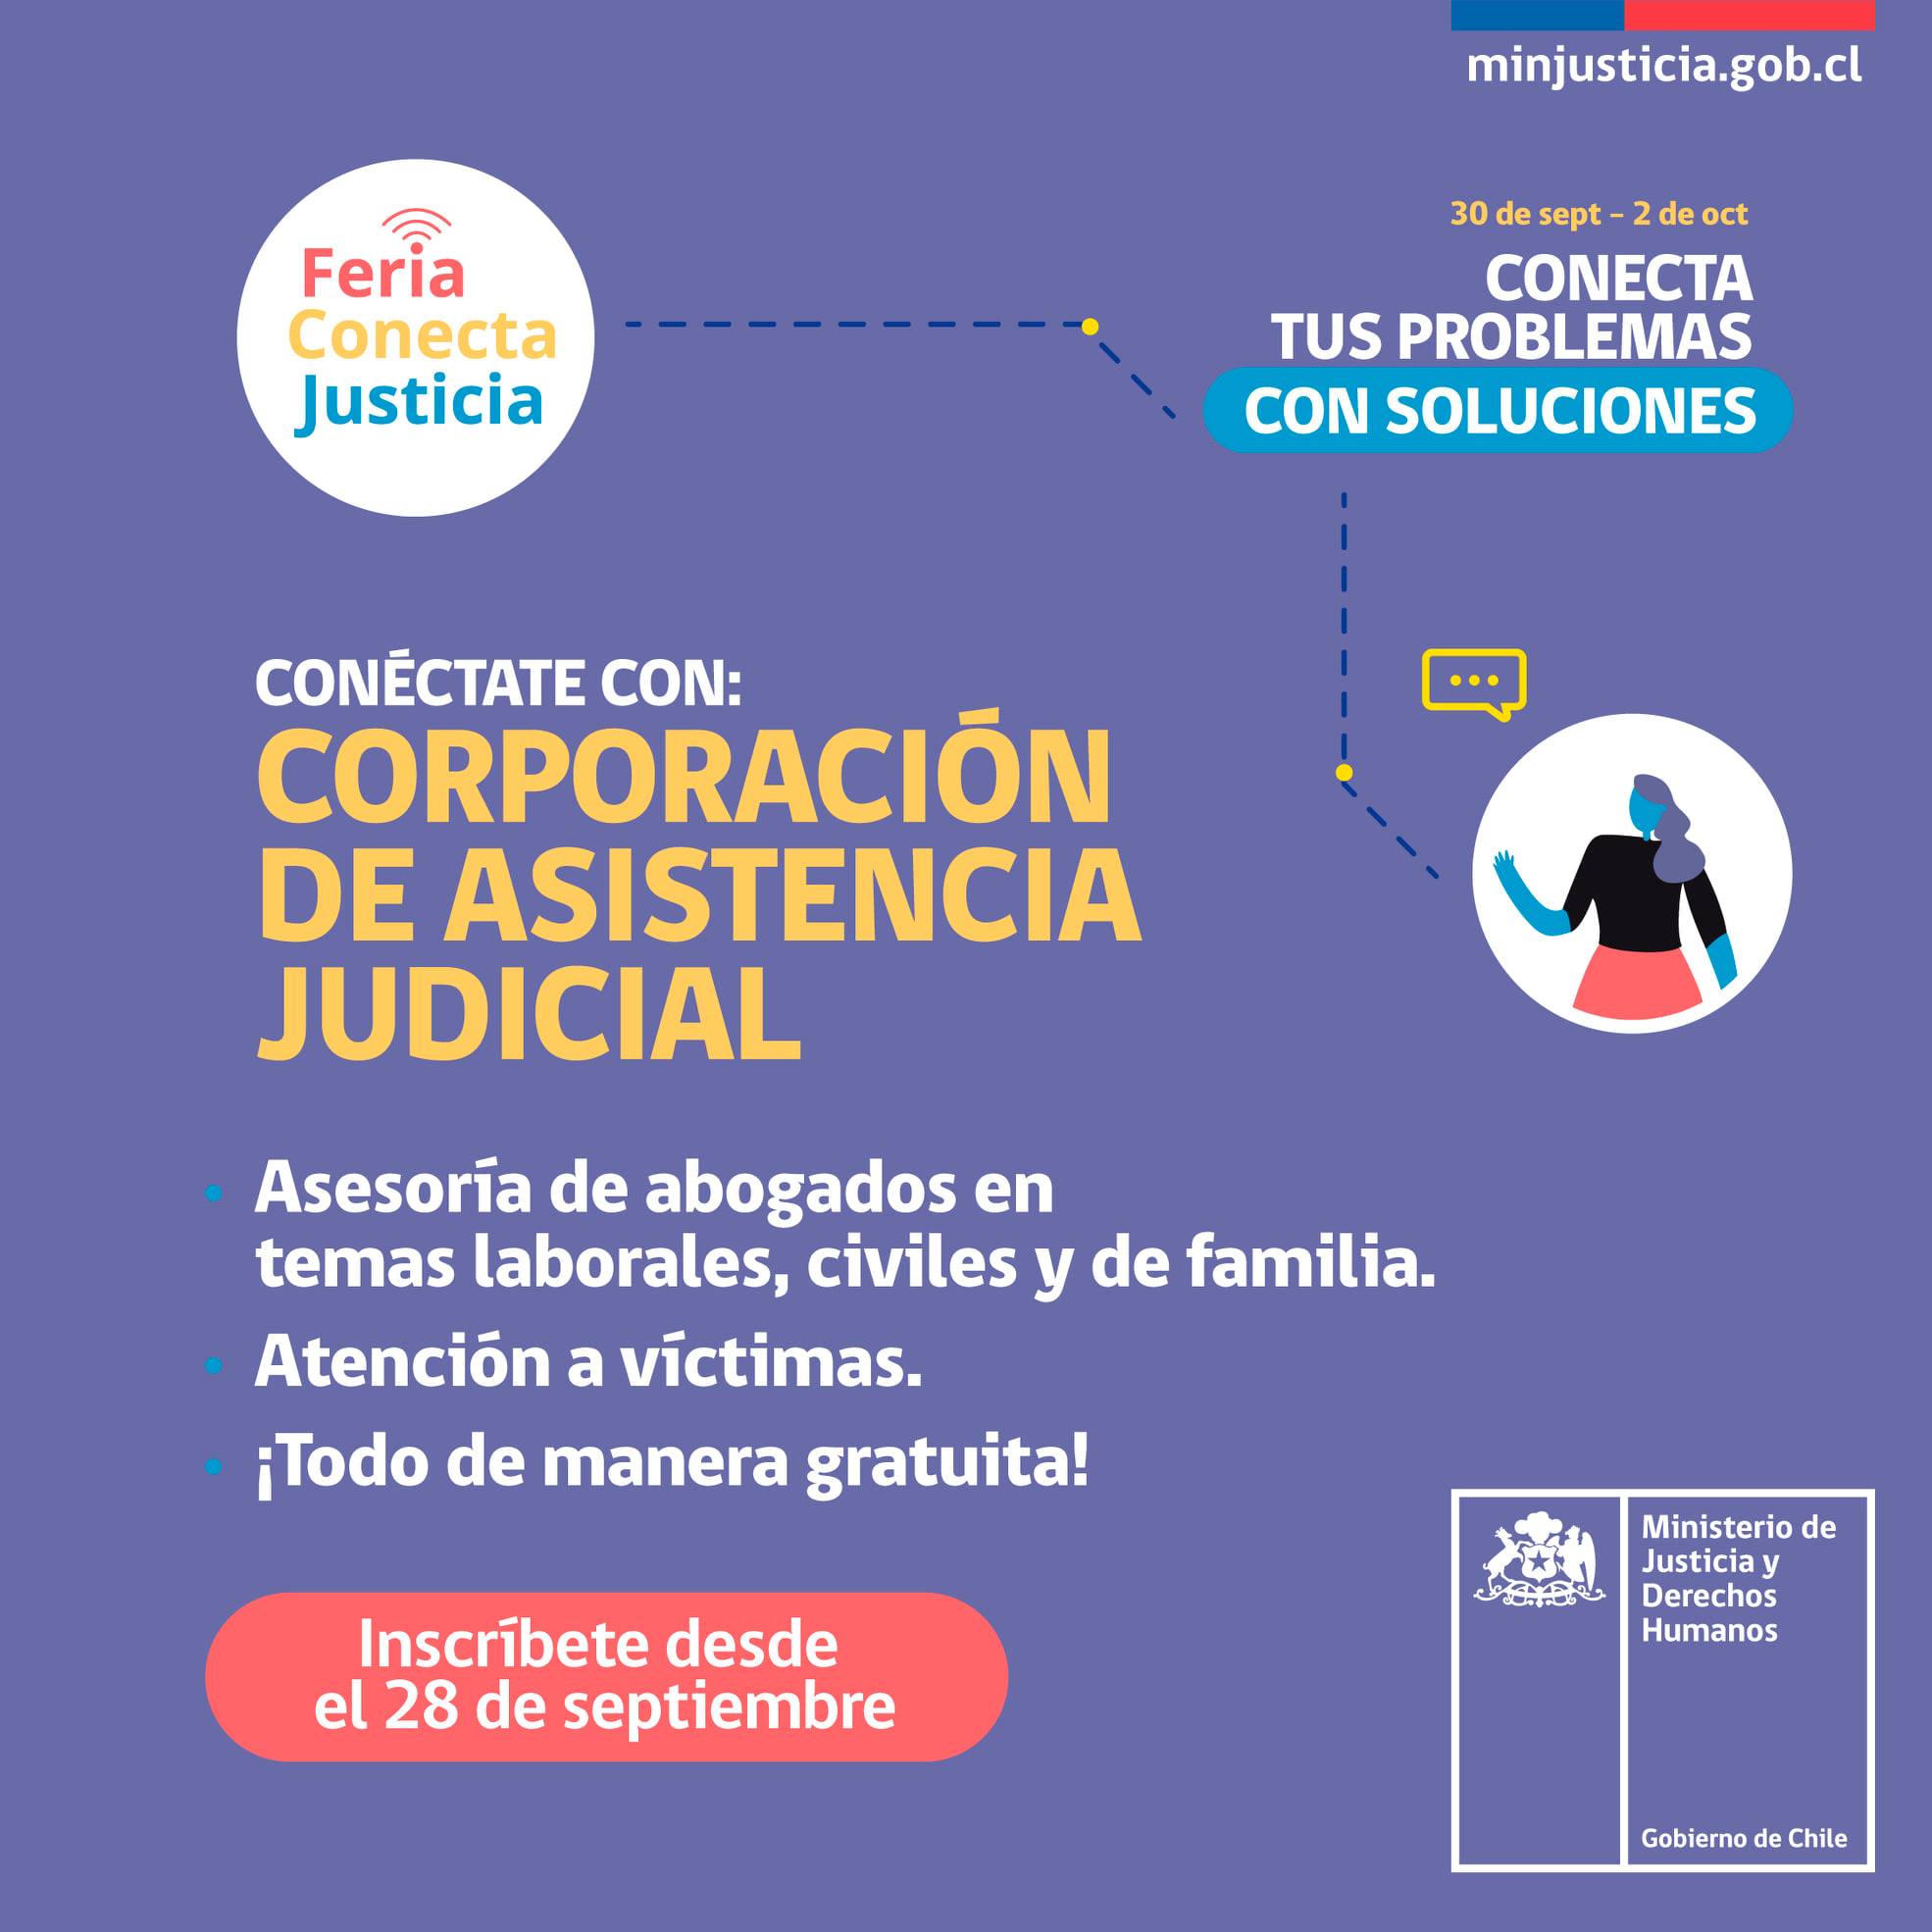 minjusticia.gob.cl
Feria
Conecta
Justicia
30 de sept – 2 de oct
CONECTA
TUS PROBLEMAS
CON SOLUCIONES
CONÉCTATE CON:
CORPORACIÓN
DE ASISTENCIA
JUDICIAL
Asesoría de abogados en
temas laborales, civiles y de familia.
Atención a víctimas.
¡Todo de manera gratuita!
Inscríbete desde
el 28 de septiembre
Ministerio de
Justicia y
Derechos
Humanos
Gobierno de Chile